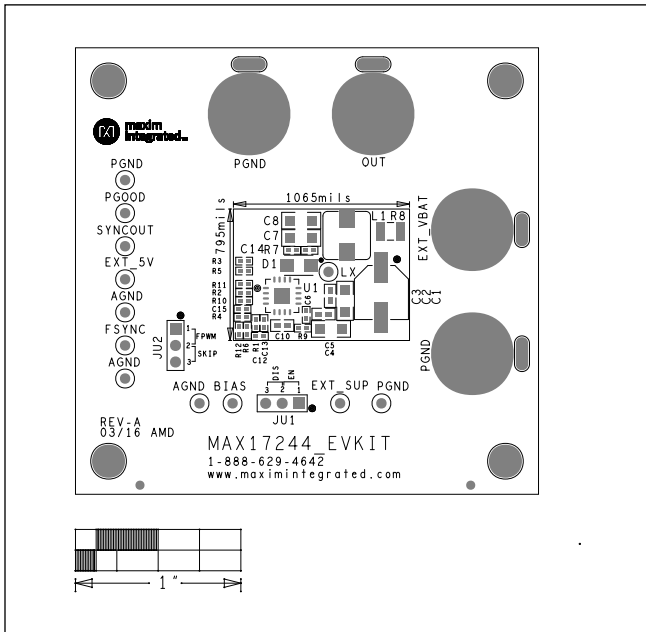 maxim
integrated™
PGND
OUT
PGND
PGOOD
SYNCOUT
EXT_5V
AGND
FSYNC
AGND
1065mils
795mils
C8
C7
C14
R7
D1
L1 R8
LX
U1
R3
R5
R11
R2
R10
C15
R4
R12
R6
R1
C12
C13
C10
R9
C6
C5
C4
C3
C2
C1
EXT_VBAT
PGND
JU2
1
2
3
FPWM
SKIP
AGND BIAS
DIS
EN
3 2 1
JU1
EXT_SUP PGND
REV-A
03/16 AMD
MAX17244_EVKIT
1-888-629-4642
www.maximintegrated.com
1"